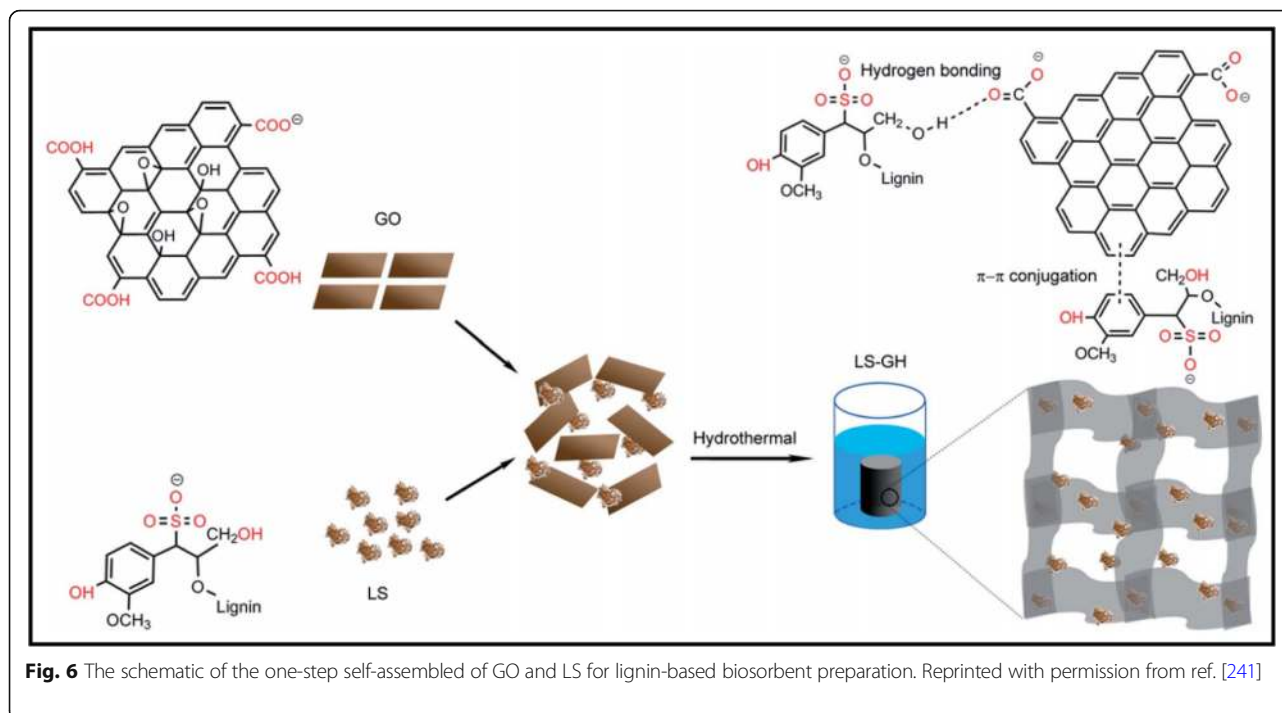 COOH
COO⊖
O
OH
O
O
OH
COOH
COOH
GO
⊖
O
O=S=O
CH2OH
OH
OCH3
O
Lignin
LS
Hydrothermal
LS-GH
⊖
O
O=S=O
CH2
O
H
OH
OCH3
O
Lignin
Hydrogen bonding
O
C
O
⊖
C
O
O
⊖
π–π conjugation
CH2OH
O
Lignin
OH
OCH3
O=S=O
O
⊖
Fig. 6 The schematic of the one-step self-assembled of GO and LS for lignin-based biosorbent preparation. Reprinted with permission from ref. [241]